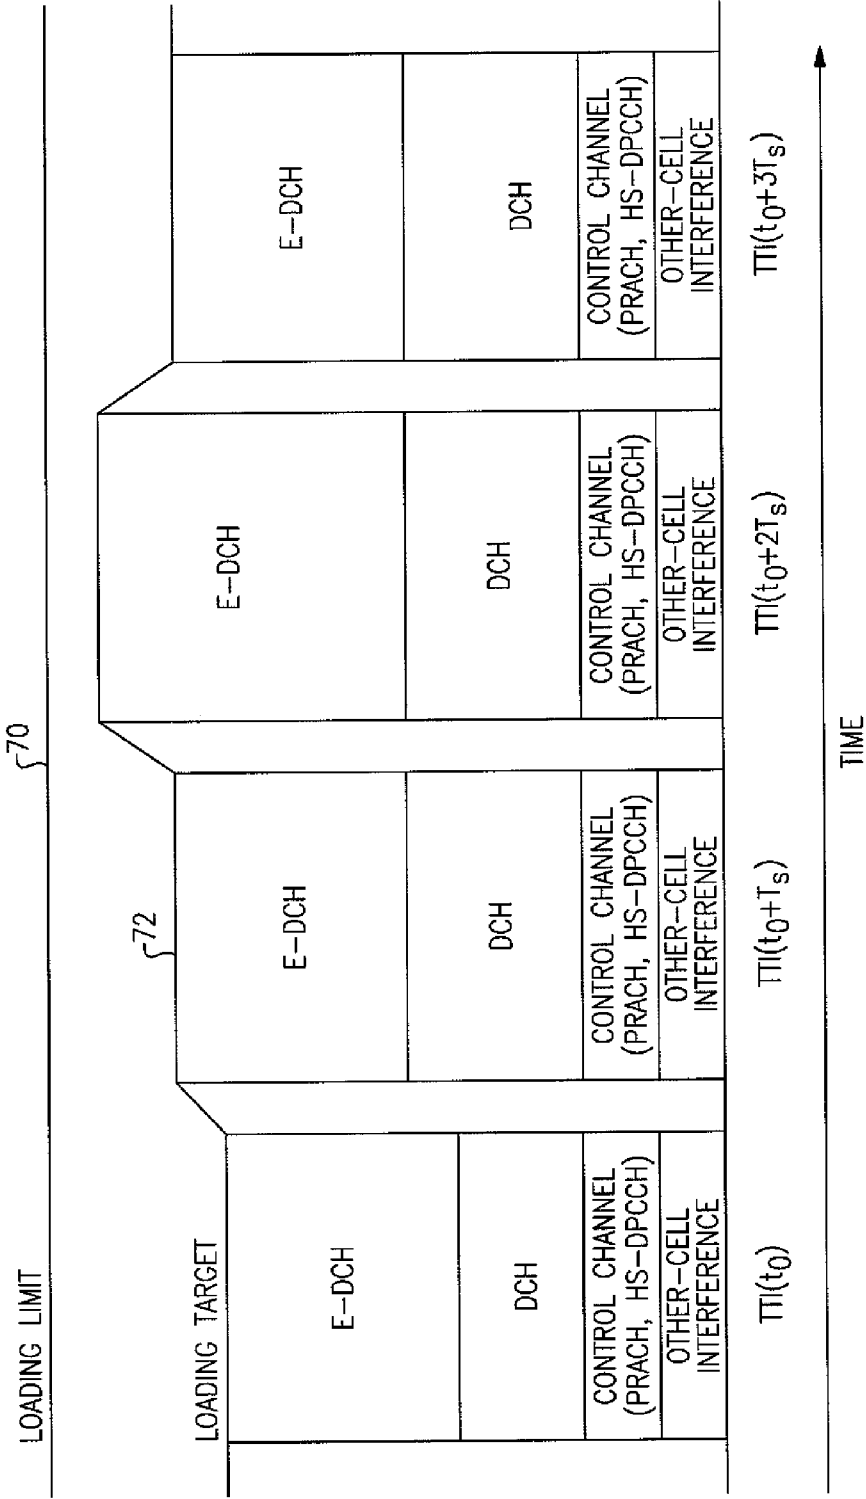 LOADING LIMIT
70
LOADING TARGET
72
E-DCH
DCH
CONTROL CHANNEL
(PRACH, HS-DPCCH)
OTHER-CELL
INTERFERENCE
TTI(t0)
E-DCH
DCH
CONTROL CHANNEL
(PRACH, HS-DPCCH)
OTHER-CELL
INTERFERENCE
TTI(t0+Ts)
E-DCH
DCH
CONTROL CHANNEL
(PRACH, HS-DPCCH)
OTHER-CELL
INTERFERENCE
TTI(t0+2Ts)
E-DCH
DCH
CONTROL CHANNEL
(PRACH, HS-DPCCH)
OTHER-CELL
INTERFERENCE
TTI(t0+3Ts)
TIME